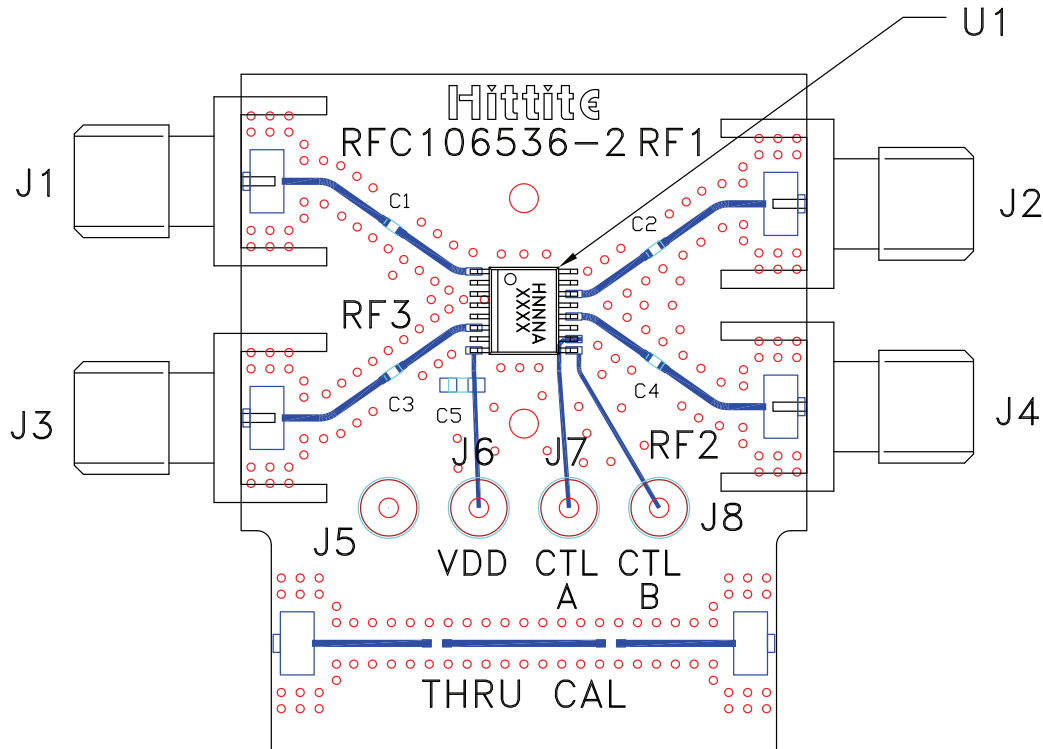 U1
Hittite
RFC106536-2 RF1
J1
C1
C2
J2
HNNNA
XXXX
RF3
J3
C3
C5
C4
J4
J6
J7
RF2
J5
J8
VDD
CTL
A
CTL
B
THRU CAL